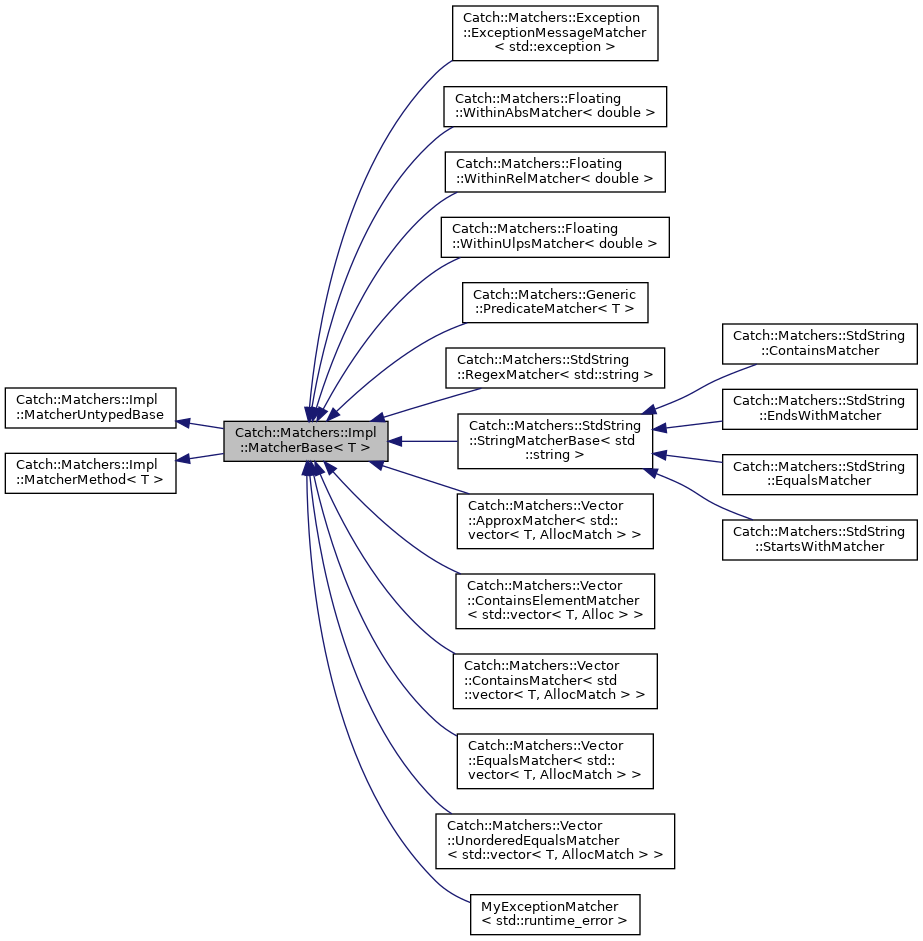 Catch::Matchers::Impl
::MatcherUntypedBase
Catch::Matchers::Impl
::MatcherMethod< T >
Catch::Matchers::Impl
::MatcherBase< T >
Catch::Matchers::Exception
::ExceptionMessageMatcher
< std::exception >
Catch::Matchers::Floating
::WithinAbsMatcher< double >
Catch::Matchers::Floating
::WithinRelMatcher< double >
Catch::Matchers::Floating
::WithinUlpsMatcher< double >
Catch::Matchers::Generic
::PredicateMatcher< T >
Catch::Matchers::StdString
::RegexMatcher< std::string >
Catch::Matchers::StdString
::StringMatcherBase< std
::string >
Catch::Matchers::Vector
::ApproxMatcher< std::
vector< T, AllocMatch > >
Catch::Matchers::Vector
::ContainsElementMatcher
< std::vector< T, Alloc > >
Catch::Matchers::Vector
::ContainsMatcher< std
::vector< T, AllocMatch > >
Catch::Matchers::Vector
::EqualsMatcher< std::
vector< T, AllocMatch > >
Catch::Matchers::Vector
::UnorderedEqualsMatcher
< std::vector< T, AllocMatch > >
MyExceptionMatcher
< std::runtime_error >
Catch::Matchers::StdString
::ContainsMatcher
Catch::Matchers::StdString
::EndsWithMatcher
Catch::Matchers::StdString
::EqualsMatcher
Catch::Matchers::StdString
::StartsWithMatcher